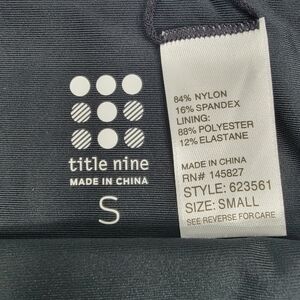 title nine
MADE IN CHINA
S
84% NYLON
16% SPANDEX
LINING:
88% POLYESTER
12% ELASTANE
MADE IN CHINA
RN# 145827
STYLE: 623561
SIZE: SMALL
SEE REVERSE FOR CARE